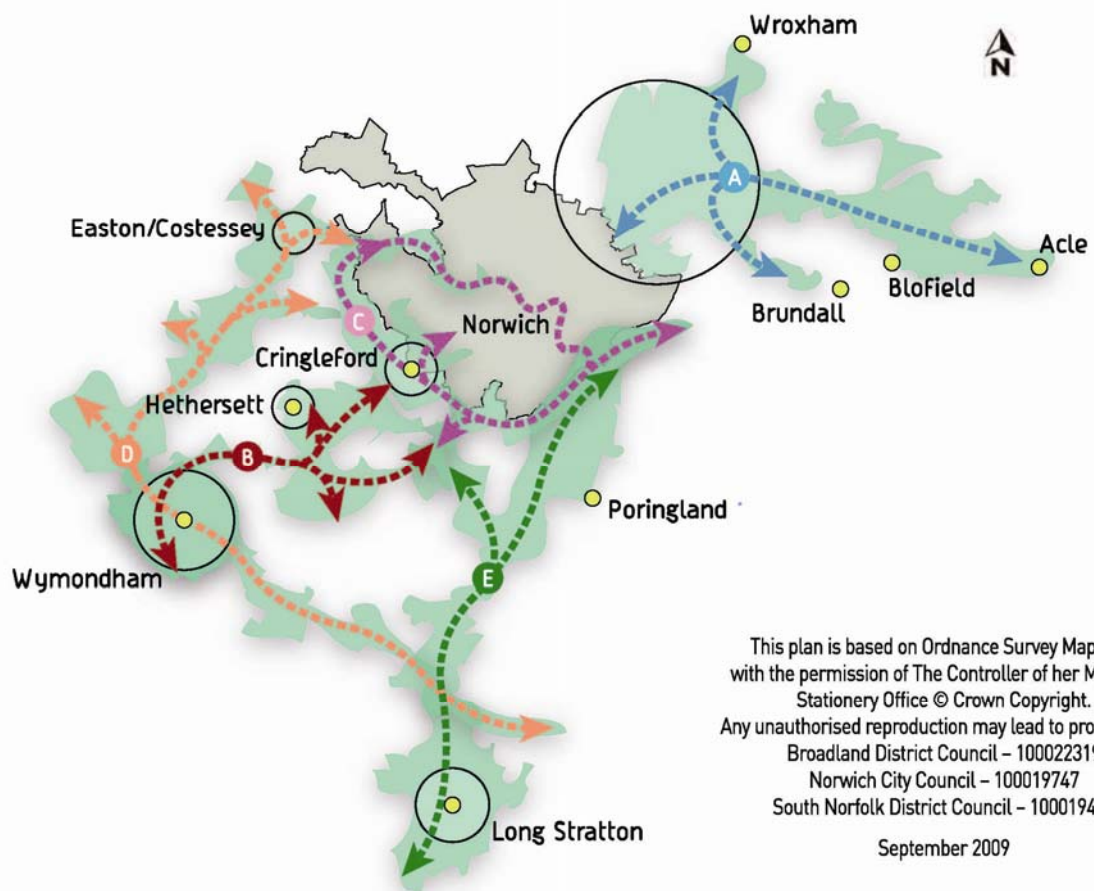 Wroxham
N
A
Easton/Costessey
Acle
Blofield
Brundall
C
Norwich
Cringleford
Hethersett
D
B
Poringland
Wymondham
E
This plan is based on Ordnance Survey Map
with the permission of The Controller of her M
Stationery Office © Crown Copyright.
Any unauthorised reproduction may lead to pro
Broadland District Council – 10002231
Norwich City Council – 100019747
South Norfolk District Council – 1000194
Long Stratton
September 2009